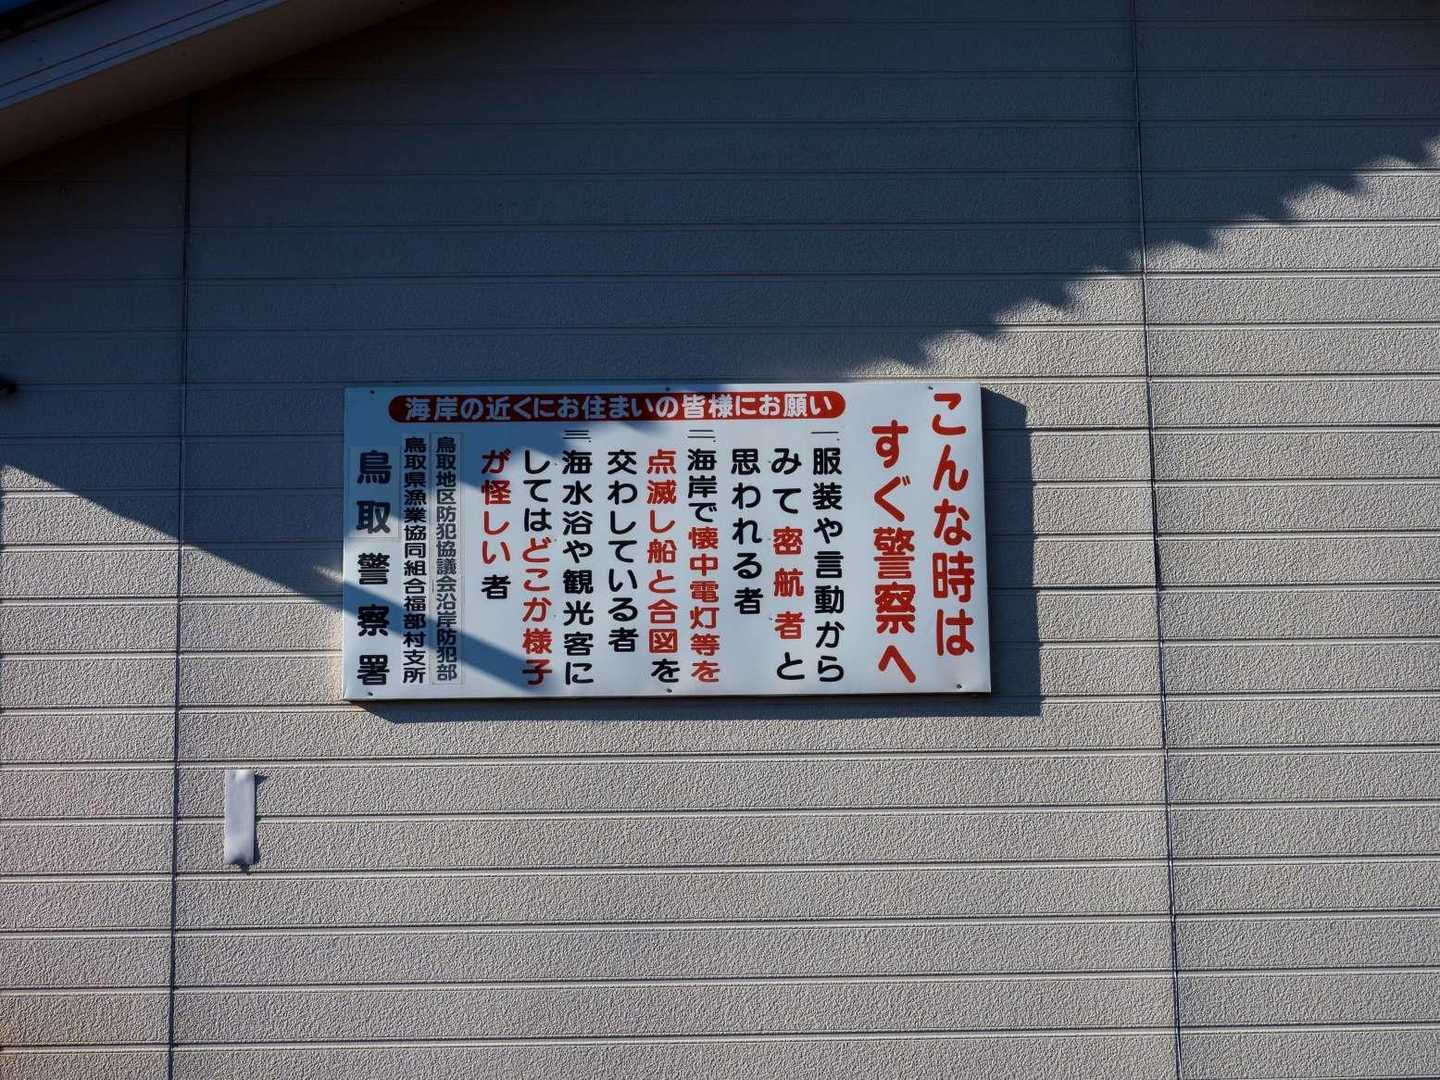 海岸の近くにお住まいの皆様にお願い
こんな時は
すぐ警察へ
一、服装や言動から
みて密航者と
思われる者
二、海岸で懐中電灯等を
点滅し船と合図を
交わしている者
三、海水浴や観光客に
してはどこか様子
が怪しい者
鳥取地区防犯協議会沿岸防犯部
鳥取県漁業協同組合福部村支所
鳥取警察署